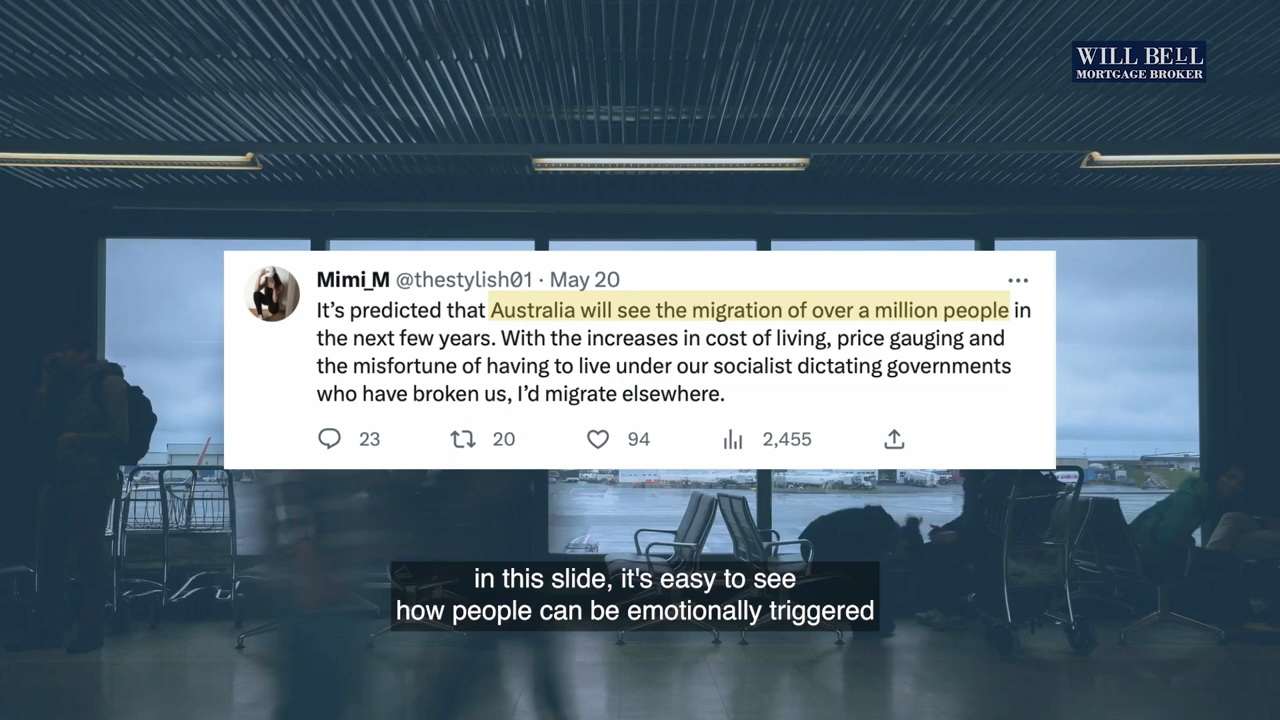 WILL BELL
MORTGAGE BROKER
Mimi_M @thestylish01 · May 20
It’s predicted that Australia will see the migration of over a million people in
the next few years. With the increases in cost of living, price gauging and
the misfortune of having to live under our socialist dictating governments
who have broken us, I’d migrate elsewhere.
23 20 94 2,455
in this slide, it's easy to see
how people can be emotionally triggered